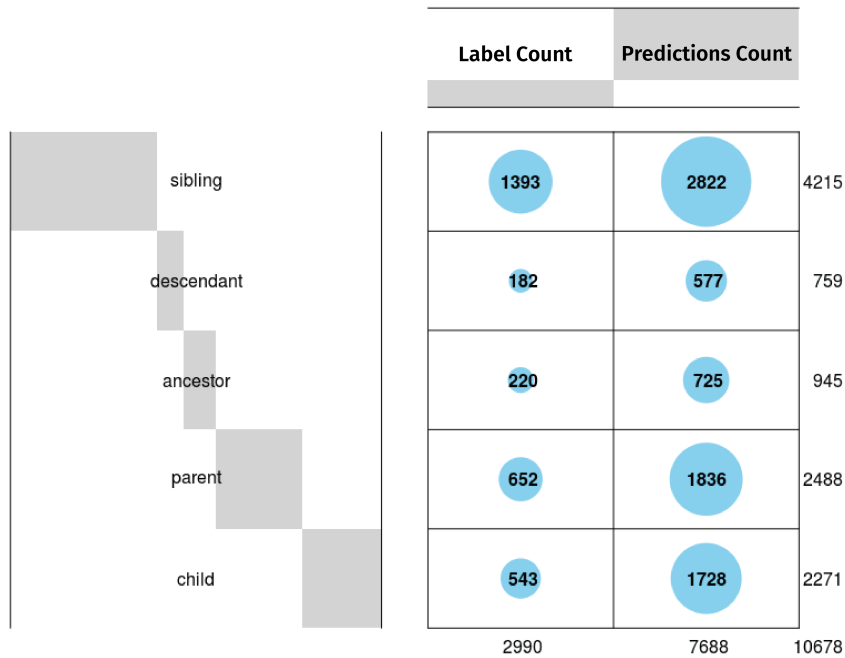 Label Count Predictions Count
sibling 1393 2822 4215
descendant 182 577 759
ancestor 220 725 945
parent 652 1836 2488
child 543 1728 2271
2990 7688 10678